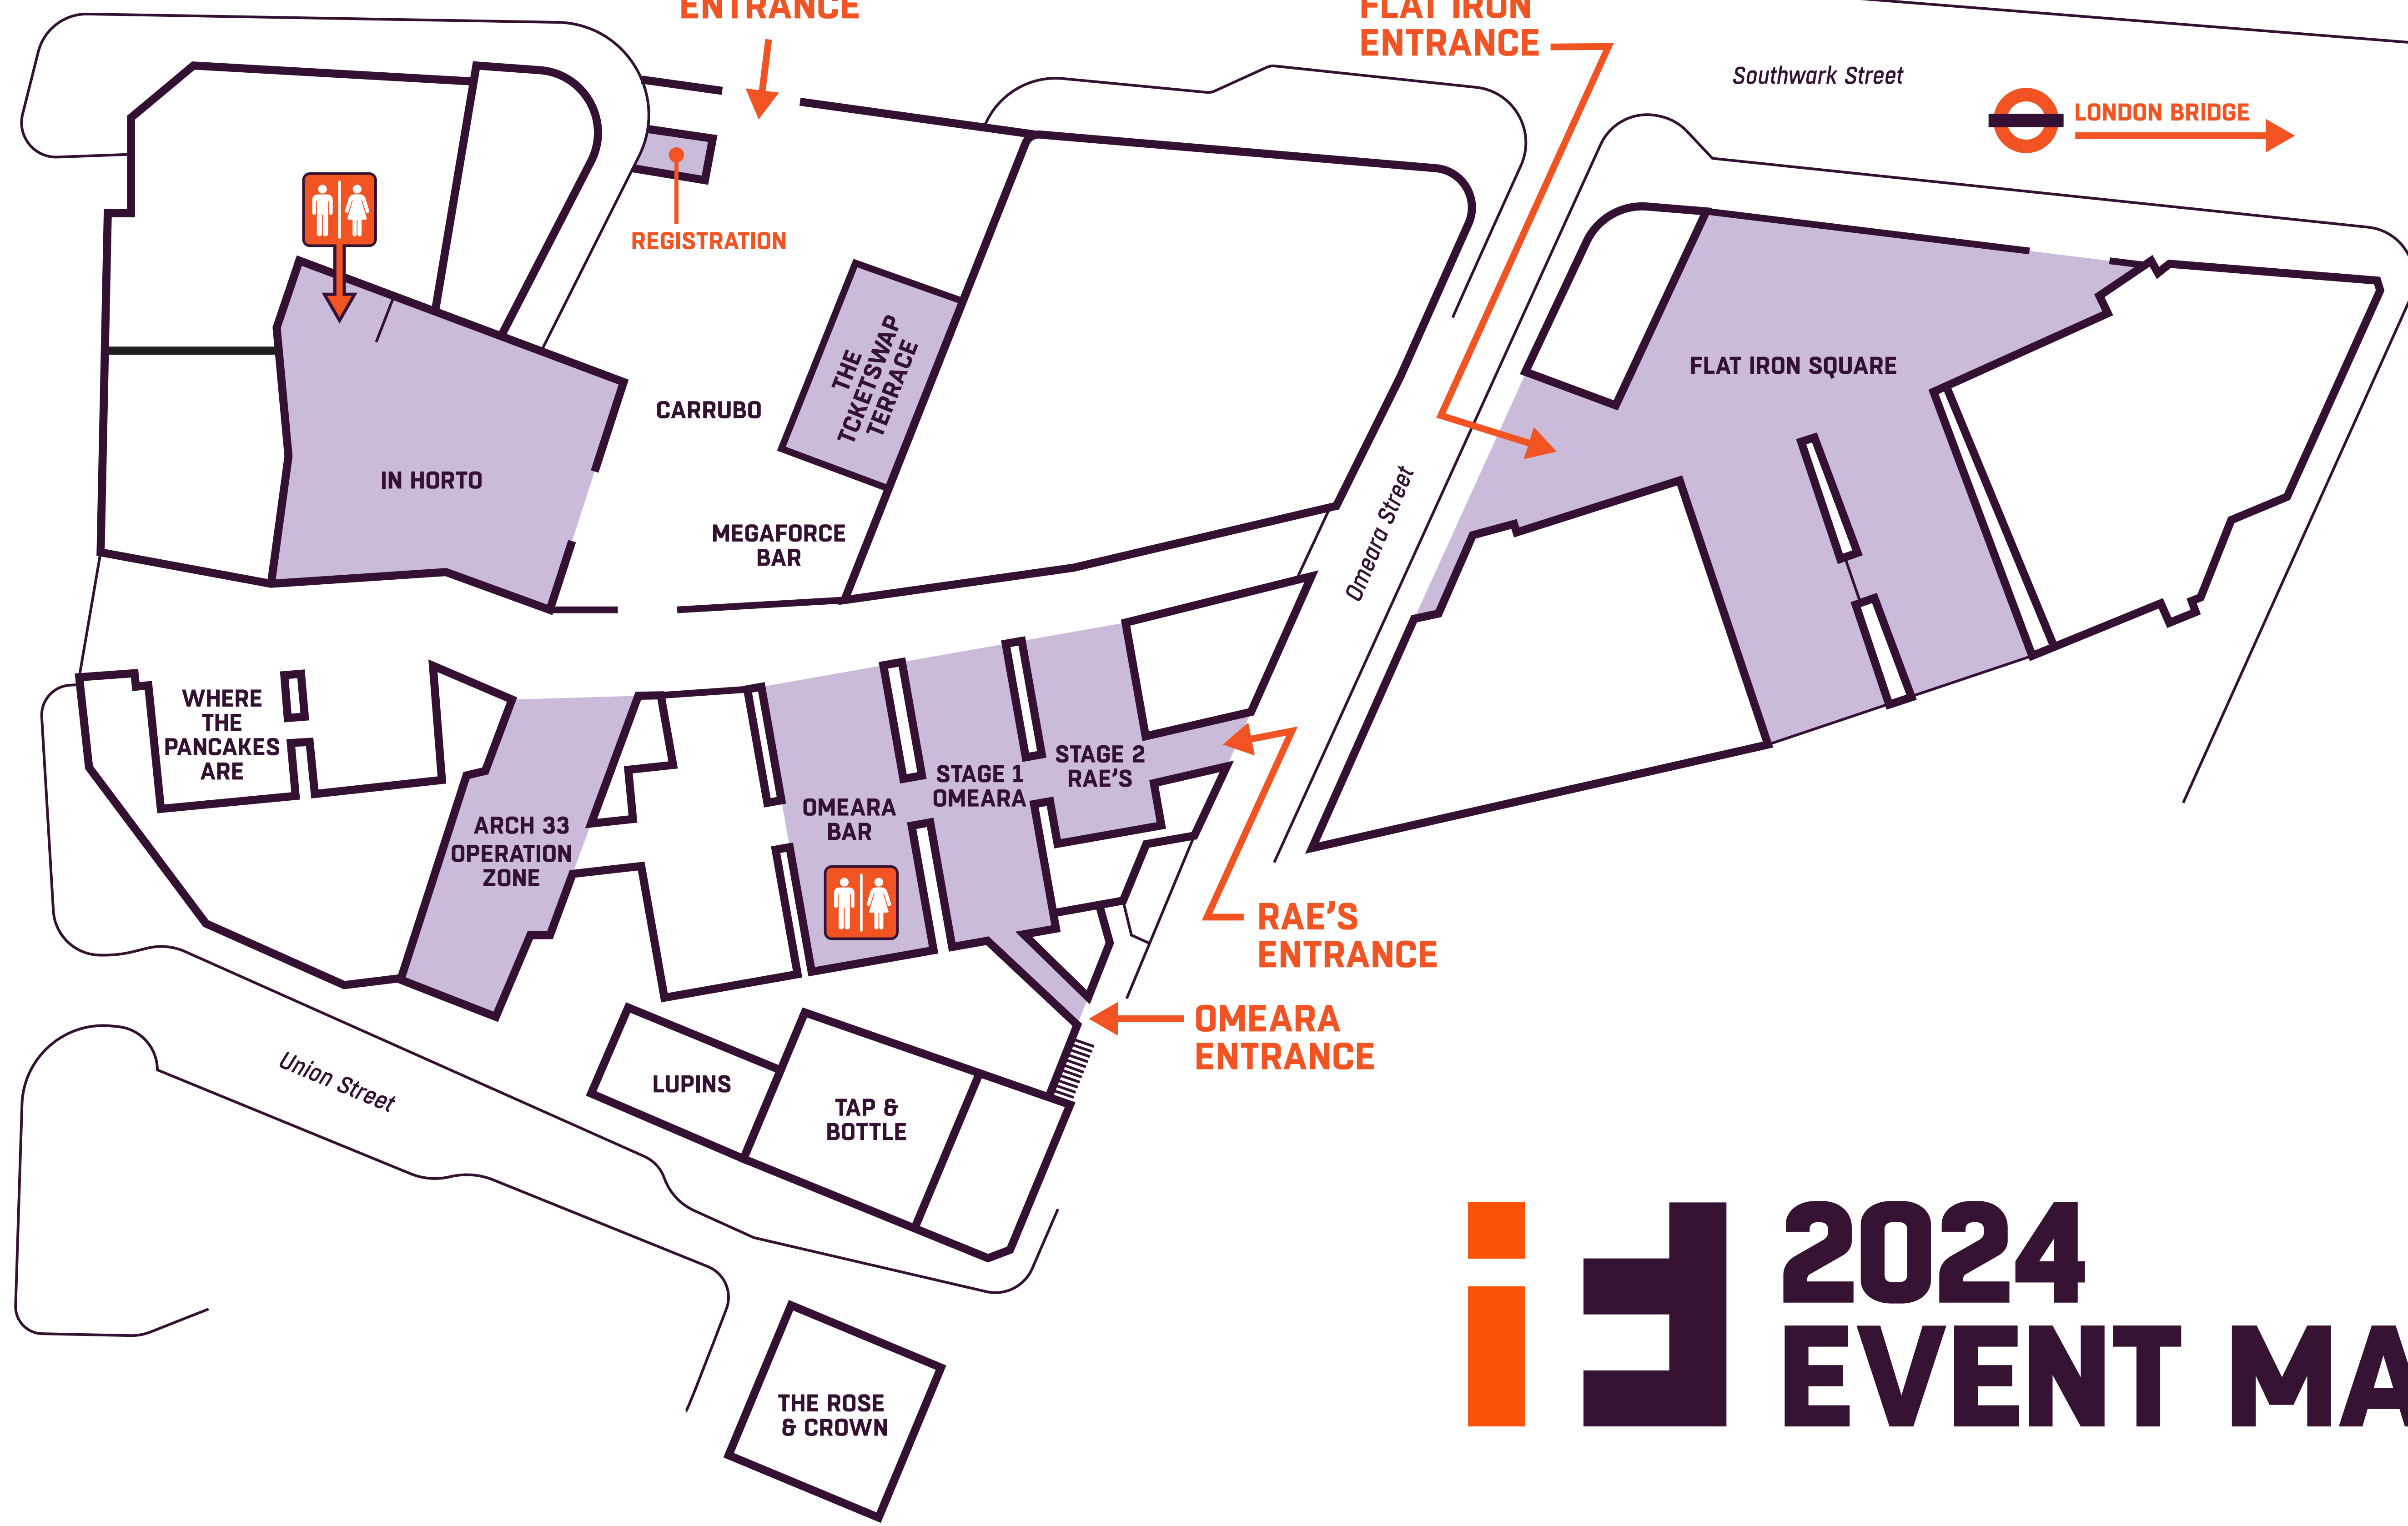 ENTRANCE
FLAT IRON
ENTRANCE
Southwark Street
LONDON BRIDGE
REGISTRATION
THE
TCKETSWAP
TERRACE
CARRUBO
FLAT IRON SQUARE
IN HORTO
MEGAFORCE
BAR
Omeara Street
WHERE
THE
PANCAKES
ARE
STAGE 2
RAE'S
STAGE 1
OMEARA
OMEARA
BAR
ARCH 33
OPERATION
ZONE
RAE'S
ENTRANCE
OMEARA
ENTRANCE
Union Street
LUPINS
TAP &
BOTTLE
2024
EVENT MA
THE ROSE
& CROWN